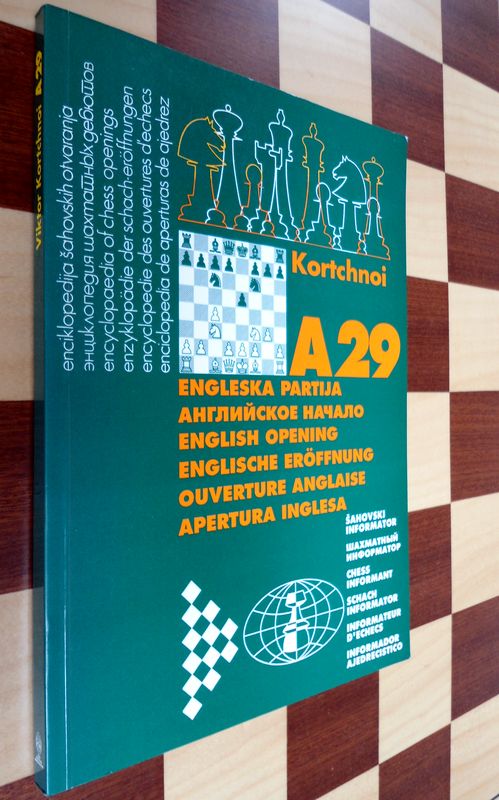 Viktor Kortchnoi A29
enciklopedija šahovskih otvaranja
энциклопедия шахматных дебютов
encyclopaedia of chess openings
enzyklopädie der schach-eröffnungen
encyclopedie des ouvertures d'échecs
enciclopedia de aperturas de ajedrez
Kortchnoi
A29
ENGLESKA PARTIJA
АНГЛИЙСКОЕ НАЧАЛО
ENGLISH OPENING
ENGLISCHE ERÖFFNUNG
OUVERTURE ANGLAISE
APERTURA INGLESA
ŠAHOVSKI
INFORMATOR
ШАХМАТНЫЙ
ИНФОРМАТОР
CHESS
INFORMANT
SCHACH
INFORMATOR
INFORMATEUR
D'ECHECS
INFORMADOR
AJEDRECISTICO